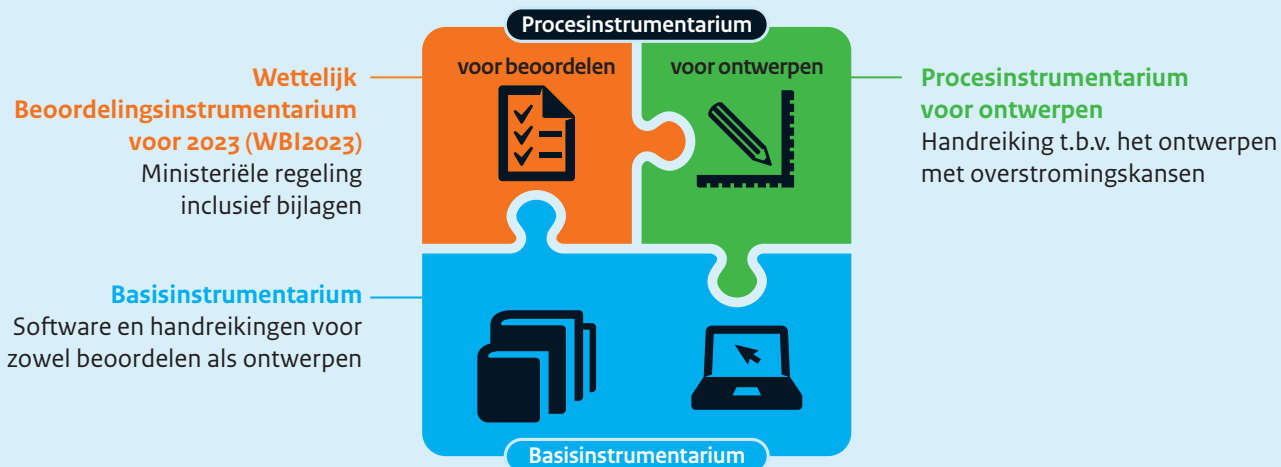 Procesinstrumentarium
voor beoordelen
voor ontwerpen
Wettelijk
Beoordelingsinstrumentarium
voor 2023 (WBI2023)
Ministeriële regeling
inclusief bijlagen
Procesinstrumentarium
voor ontwerpen
Handreiking t.b.v. het ontwerpen
met overstromingskansen
Basisinstrumentarium
Software en handreikingen voor
zowel beoordelen als ontwerpen
Basisinstrumentarium